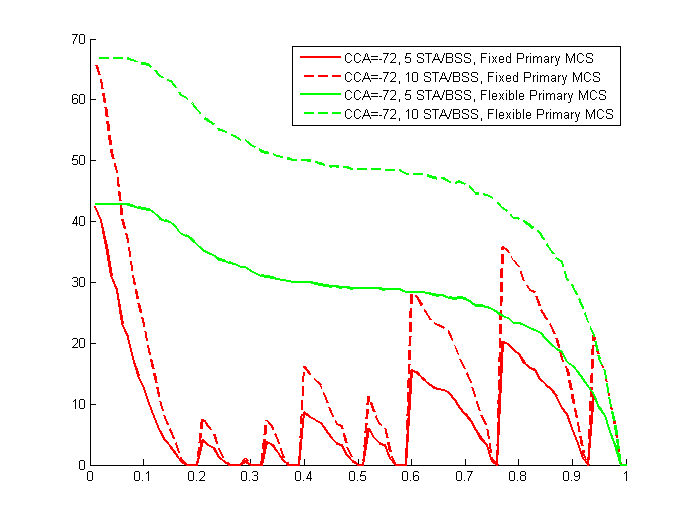 70
CCA=-72, 5 STA/BSS, Fixed Primary MCS
CCA=-72, 10 STA/BSS, Fixed Primary MCS
CCA=-72, 5 STA/BSS, Flexible Primary MCS
CCA=-72, 10 STA/BSS, Flexible Primary MCS
60
50
40
30
20
10
0
0 0.1 0.2 0.3 0.4 0.5 0.6 0.7 0.8 0.9 1